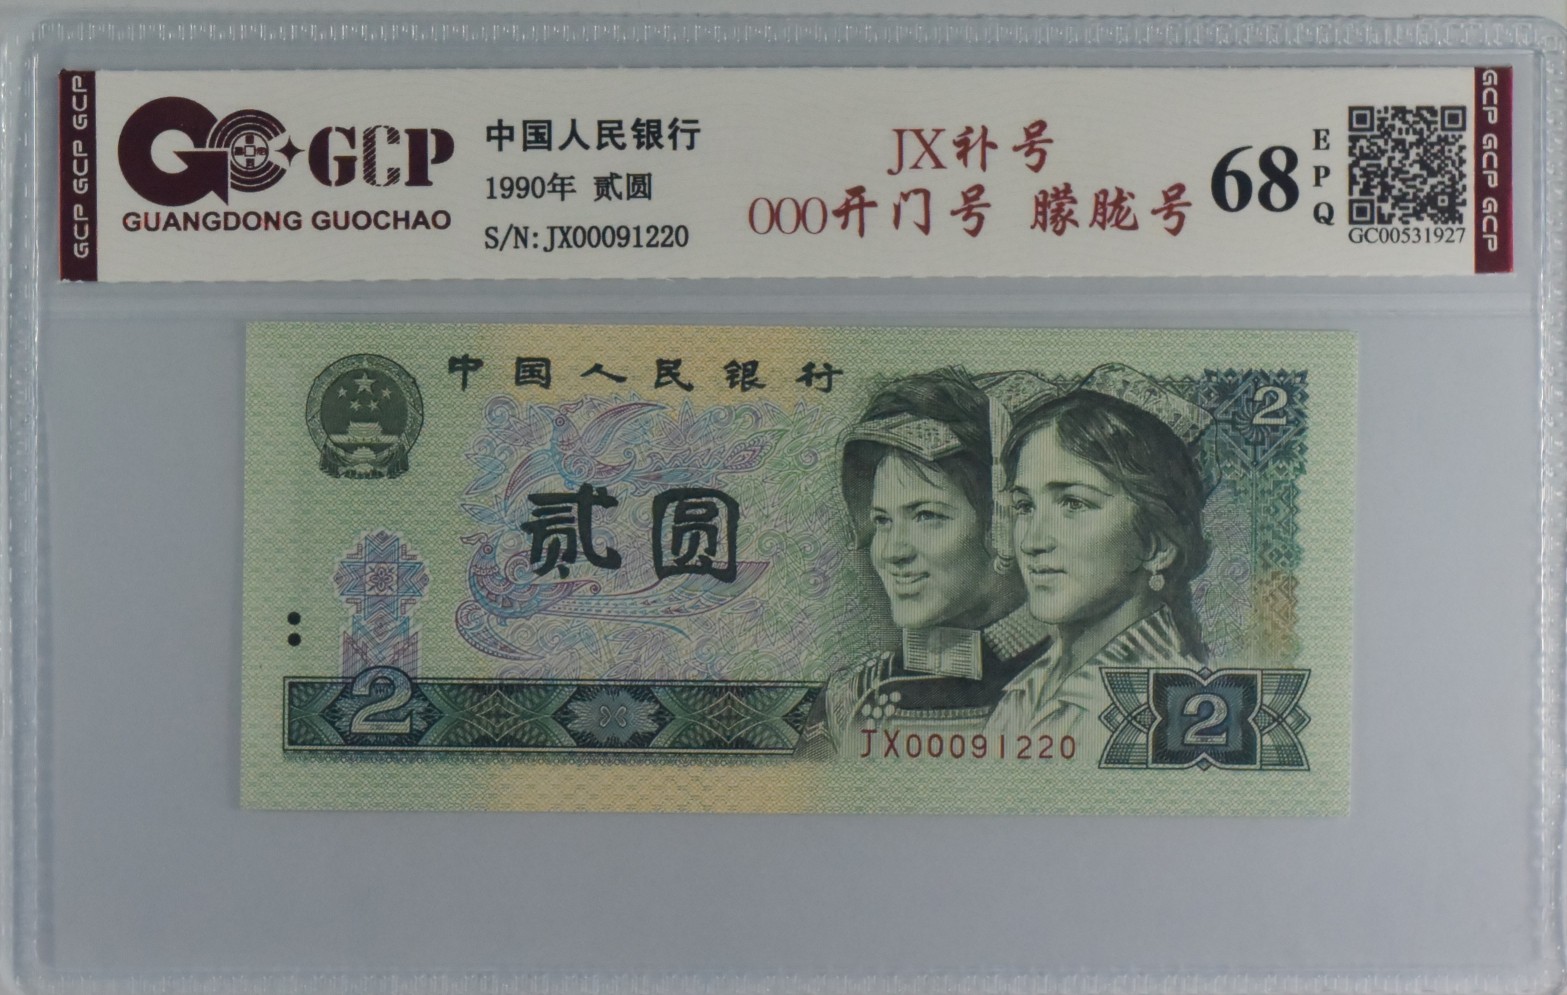 GCP GCP GCP
GCP
GUANGDONG GUOCHAO
中国人民银行
1990年 贰圆
S/N:JX00091220
JX补号
000开门号 朦胧号
68
EPQ
GC00531927
GCP GCP GCP
中国人民银行
贰圆
2
2
2
JX00091220